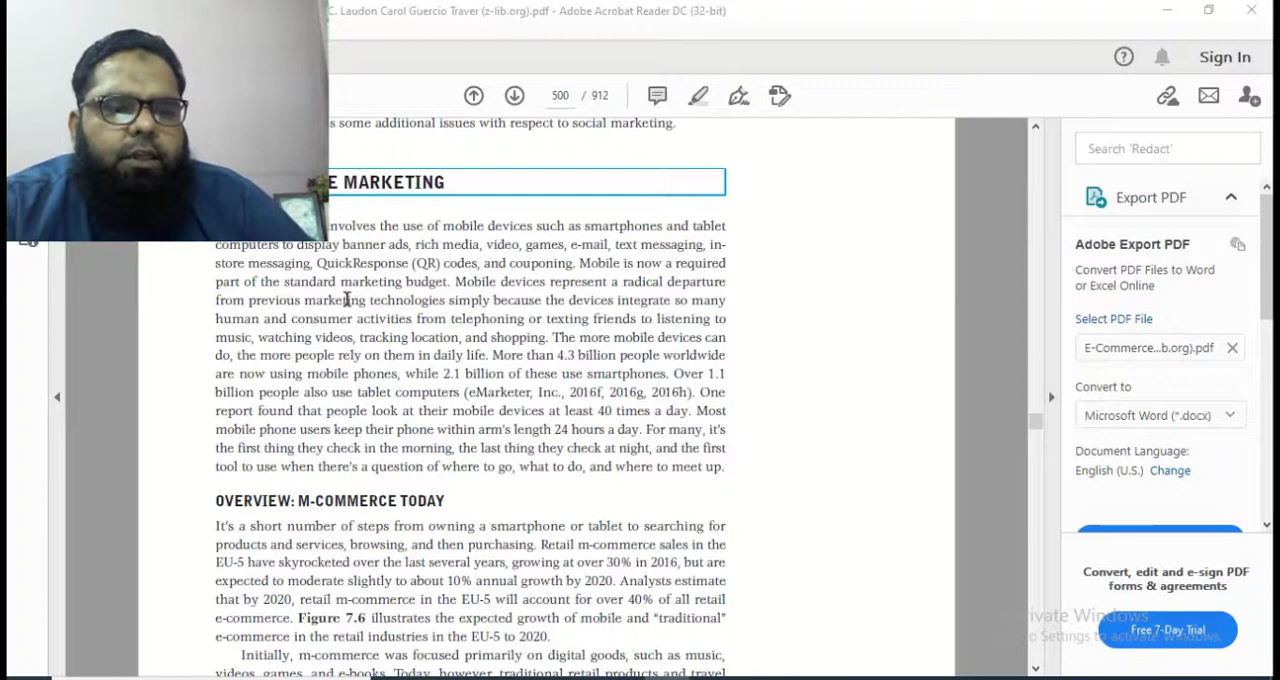 C. Laudon Carol Guercio Traver (z-lib.org).pdf - Adobe Acrobat Reader DC (32-bit)
Sign In
500 / 912
s some additional issues with respect to social marketing.
Search 'Redact'
E MARKETING
Export PDF
nvolves the use of mobile devices such as smartphones and tablet
computers to display banner ads, rich media, video, games, e-mail, text messaging, in-
store messaging, QuickResponse (QR) codes, and couponing. Mobile is now a required
part of the standard marketing budget. Mobile devices represent a radical departure
from previous marketing technologies simply because the devices integrate so many
human and consumer activities from telephoning or texting friends to listening to
music, watching videos, tracking location, and shopping. The more mobile devices can
do, the more people rely on them in daily life. More than 4.3 billion people worldwide
are now using mobile phones, while 2.1 billion of these use smartphones. Over 1.1
billion people also use tablet computers (eMarketer, Inc., 2016f, 2016g, 2016h). One
report found that people look at their mobile devices at least 40 times a day. Most
mobile phone users keep their phone within arm's length 24 hours a day. For many, it's
the first thing they check in the morning, the last thing they check at night, and the first
tool to use when there's a question of where to go, what to do, and where to meet up.
OVERVIEW: M-COMMERCE TODAY
It's a short number of steps from owning a smartphone or tablet to searching for
products and services, browsing, and then purchasing. Retail m-commerce sales in the
EU-5 have skyrocketed over the last several years, growing at over 30% in 2016, but are
expected to moderate slightly to about 10% annual growth by 2020. Analysts estimate
that by 2020, retail m-commerce in the EU-5 will account for over 40% of all retail
e-commerce. Figure 7.6 illustrates the expected growth of mobile and "traditional"
e-commerce in the retail industries in the EU-5 to 2020.
Initially, m-commerce was focused primarily on digital goods, such as music,
videos, games, and e-books. Today, however, traditional retail products and travel
Adobe Export PDF
Convert PDF Files to Word
or Excel Online
Select PDF File
E-Commerce...b.org).pdf
Convert to
Microsoft Word (*.docx)
Document Language:
English (U.S.) Change
Convert, edit and e-sign PDF
forms & agreements
Free 7-Day Trial
ivate Windows
o Settings to activate Windows.